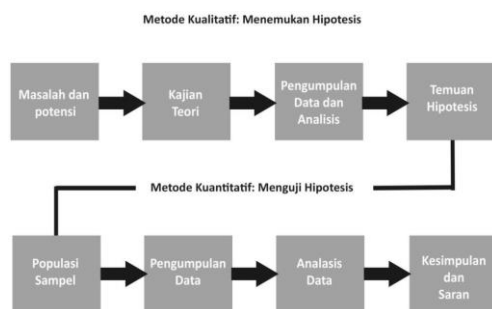 Metode Kualitatif: Menemukan Hipotesis
Masalah dan
potensi
Kajian
Teori
Pengumpulan
Data dan
Analisis
Temuan
Hipotesis
Metode Kuantitatif: Menguji Hipotesis
Populasi
Sampel
Pengumpulan
Data
Analasis
Data
Kesimpulan
dan
Saran